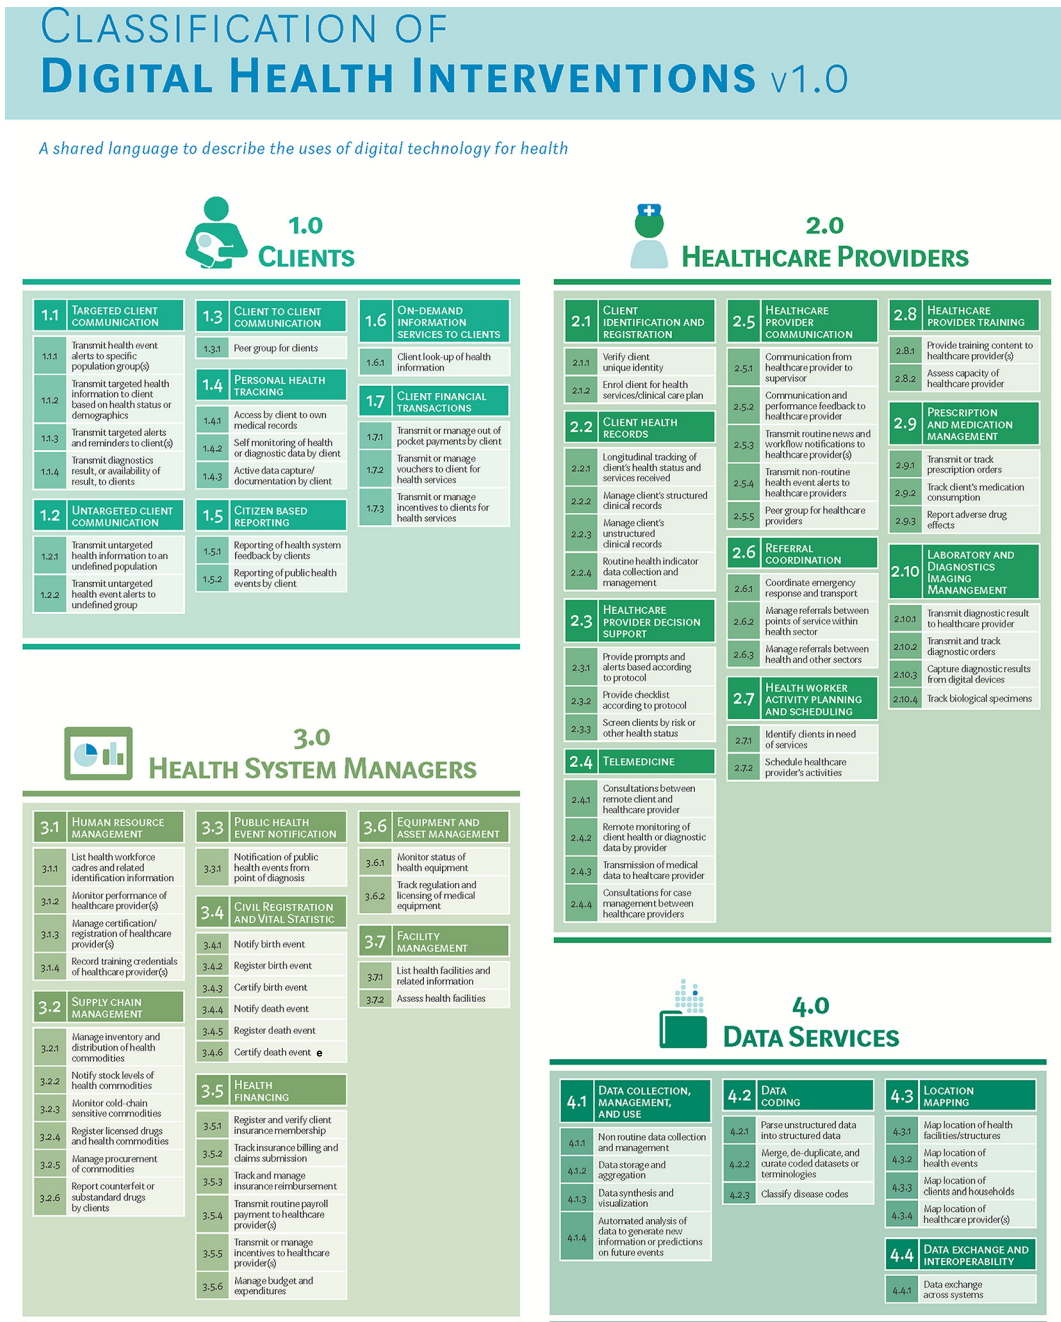 CLASSIFICATION OF
DIGITAL HEALTH INTERVENTIONS v1.0
A shared language to describe the uses of digital technology for health
1.0
CLIENTS
1.1 TARGETED CLIENT
COMMUNICATION
1.1.1 Transmit health event
alerts to specific
population group(s)
1.1.2 Transmit targeted health
information to client
based on health status or
demographics
1.1.3 Transmit targeted alerts
and reminders to client(s)
1.1.4 Transmit diagnostics
result, or availability of
result, to clients
1.2 UNTARGETED CLIENT
COMMUNICATION
1.2.1 Transmit untargeted
health information to an
undefined population
1.2.2 Transmit untargeted
health event alerts to
undefined group
1.3 CLIENT TO CLIENT
COMMUNICATION
1.3.1 Peer group for clients
1.4 PERSONAL HEALTH
TRACKING
1.4.1 Access by client to own
medical records
1.4.2 Self monitoring of health
or diagnostic data by client
1.4.3 Active data capture/
documentation by client
1.5 CITIZEN BASED
REPORTING
1.5.1 Reporting of health system
feedback by clients
1.5.2 Reporting of public health
events by client
1.6 ON-DEMAND
INFORMATION
SERVICES TO CLIENTS
1.6.1 Client look-up of health
information
1.7 CLIENT FINANCIAL
TRANSACTIONS
1.7.1 Transmit or manage out of
pocket payments by client
1.7.2 Transmit or manage
vouchers to client for
health services
1.7.3 Transmit or manage
incentives to clients for
health services
2.0
HEALTHCARE PROVIDERS
2.1 CLIENT
IDENTIFICATION AND
REGISTRATION
2.1.1 Verify client
unique identity
2.1.2 Enrol client for health
services/clinical care plan
2.2 CLIENT HEALTH
RECORDS
2.2.1 Longitudinal tracking of
client's health status and
services received
2.2.2 Manage client's structured
clinical records
2.2.3 Manage client's
unstructured
clinical records
2.2.4 Routine health indicator
data collection and
management
2.3 HEALTHCARE
PROVIDER DECISION
SUPPORT
2.3.1 Provide prompts and
alerts based according
to protocol
2.3.2 Provide checklist
according to protocol
2.3.3 Screen clients by risk or
other health status
2.4 TELEMEDICINE
2.4.1 Consultations between
remote client and
healthcare provider
2.4.2 Remote monitoring of
client health or diagnostic
data by provider
2.4.3 Transmission of medical
data to healtcare provider
2.4.4 Consultations for case
management between
healthcare providers
2.5 HEALTHCARE
PROVIDER
COMMUNICATION
2.5.1 Communication from
healthcare provider to
supervisor
2.5.2 Communication and
performance feedback to
healthcare provider
2.5.3 Transmit routine news and
workflow notifications to
healthcare provider(s)
2.5.4 Transmit non-routine
health event alerts to
healthcare providers
2.5.5 Peer group for healthcare
providers
2.6 REFERRAL
COORDINATION
2.6.1 Coordinate emergency
response and transport
2.6.2 Manage referrals between
points of service within
health sector
2.6.3 Manage referrals between
health and other sectors
2.7 HEALTH WORKER
ACTIVITY PLANNING
AND SCHEDULING
2.7.1 Identify clients in need
of services
2.7.2 Schedule healthcare
provider's activities
2.8 HEALTHCARE
PROVIDER TRAINING
2.8.1 Provide training content to
healthcare provider(s)
2.8.2 Assess capacity of
healthcare provider
2.9 PRESCRIPTION
AND MEDICATION
MANAGEMENT
2.9.1 Transmit or track
prescription orders
2.9.2 Track client's medication
consumption
2.9.3 Report adverse drug
effects
2.10 LABORATORY AND
DIAGNOSTICS
IMAGING
MANAGEMENT
2.10.1 Transmit diagnostic result
to healthcare provider
2.10.2 Transmit and track
diagnostic orders
2.10.3 Capture diagnostic results
from digital devices
2.10.4 Track biological specimens
3.0
HEALTH SYSTEM MANAGERS
3.1 HUMAN RESOURCE
MANAGEMENT
3.1.1 List health workforce
cadres and related
identification information
3.1.2 Monitor performance of
healthcare provider(s)
3.1.3 Manage certification/
registration of healthcare
provider(s)
3.1.4 Record training credentials
of healthcare provider(s)
3.2 SUPPLY CHAIN
MANAGEMENT
3.2.1 Manage inventory and
distribution of health
commodities
3.2.2 Notify stock levels of
health commodities
3.2.3 Monitor cold-chain
sensitive commodities
3.2.4 Register licensed drugs
and health commodities
3.2.5 Manage procurement
of commodities
3.2.6 Report counterfeit or
substandard drugs
by clients
3.3 PUBLIC HEALTH
EVENT NOTIFICATION
3.3.1 Notification of public
health events from
point of diagnosis
3.4 CIVIL REGISTRATION
AND VITAL STATISTIC
3.4.1 Notify birth event
3.4.2 Register birth event
3.4.3 Certify birth event
3.4.4 Notify death event
3.4.5 Register death event
3.4.6 Certify death event e
3.5 HEALTH
FINANCING
3.5.1 Register and verify client
insurance membership
3.5.2 Track insurance billing and
claims submission
3.5.3 Track and manage
insurance reimbursement
3.5.4 Transmit routine payroll
payment to healthcare
provider(s)
3.5.5 Transmit or manage
incentives to healthcare
provider(s)
3.5.6 Manage budget and
expenditures
3.6 EQUIPMENT AND
ASSET MANAGEMENT
3.6.1 Monitor status of
health equipment
3.6.2 Track regulation and
licensing of medical
equipment
3.7 FACILITY
MANAGEMENT
3.7.1 List health facilities and
related information
3.7.2 Assess health facilities
4.0
DATA SERVICES
4.1 DATA COLLECTION,
MANAGEMENT,
AND USE
4.1.1 Non routine data collection
and management
4.1.2 Data storage and
aggregation
4.1.3 Data synthesis and
visualization
4.1.4 Automated analysis of
data to generate new
information or predictions
on future events
4.2 DATA
CODING
4.2.1 Parse unstructured data
into structured data
4.2.2 Merge, de-duplicate, and
curate coded datasets or
terminologies
4.2.3 Classify disease codes
4.3 LOCATION
MAPPING
4.3.1 Map location of health
facilities/structures
4.3.2 Map location of
health events
4.3.3 Map location of
clients and households
4.3.4 Map location of
healthcare provider(s)
4.4 DATA EXCHANGE AND
INTEROPERABILITY
4.4.1 Data exchange
across systems